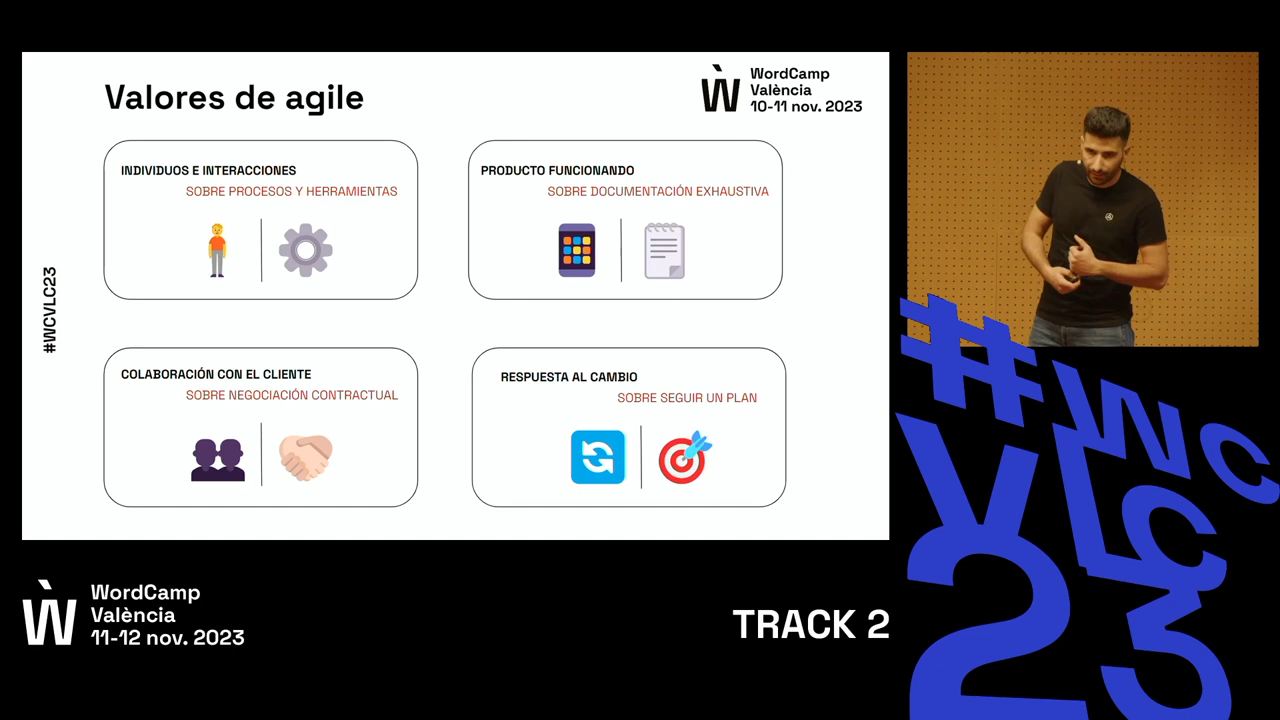 Valores de agile
WordCamp
València
10-11 nov. 2023
INDIVIDUOS E INTERACCIONES
SOBRE PROCESOS Y HERRAMIENTAS
PRODUCTO FUNCIONANDO
SOBRE DOCUMENTACIÓN EXHAUSTIVA
#WCVLC23
COLABORACIÓN CON EL CLIENTE
SOBRE NEGOCIACIÓN CONTRACTUAL
RESPUESTA AL CAMBIO
SOBRE SEGUIR UN PLAN
Ẁ WordCamp
València
11-12 nov. 2023
TRACK 2
#WC
VLC
23